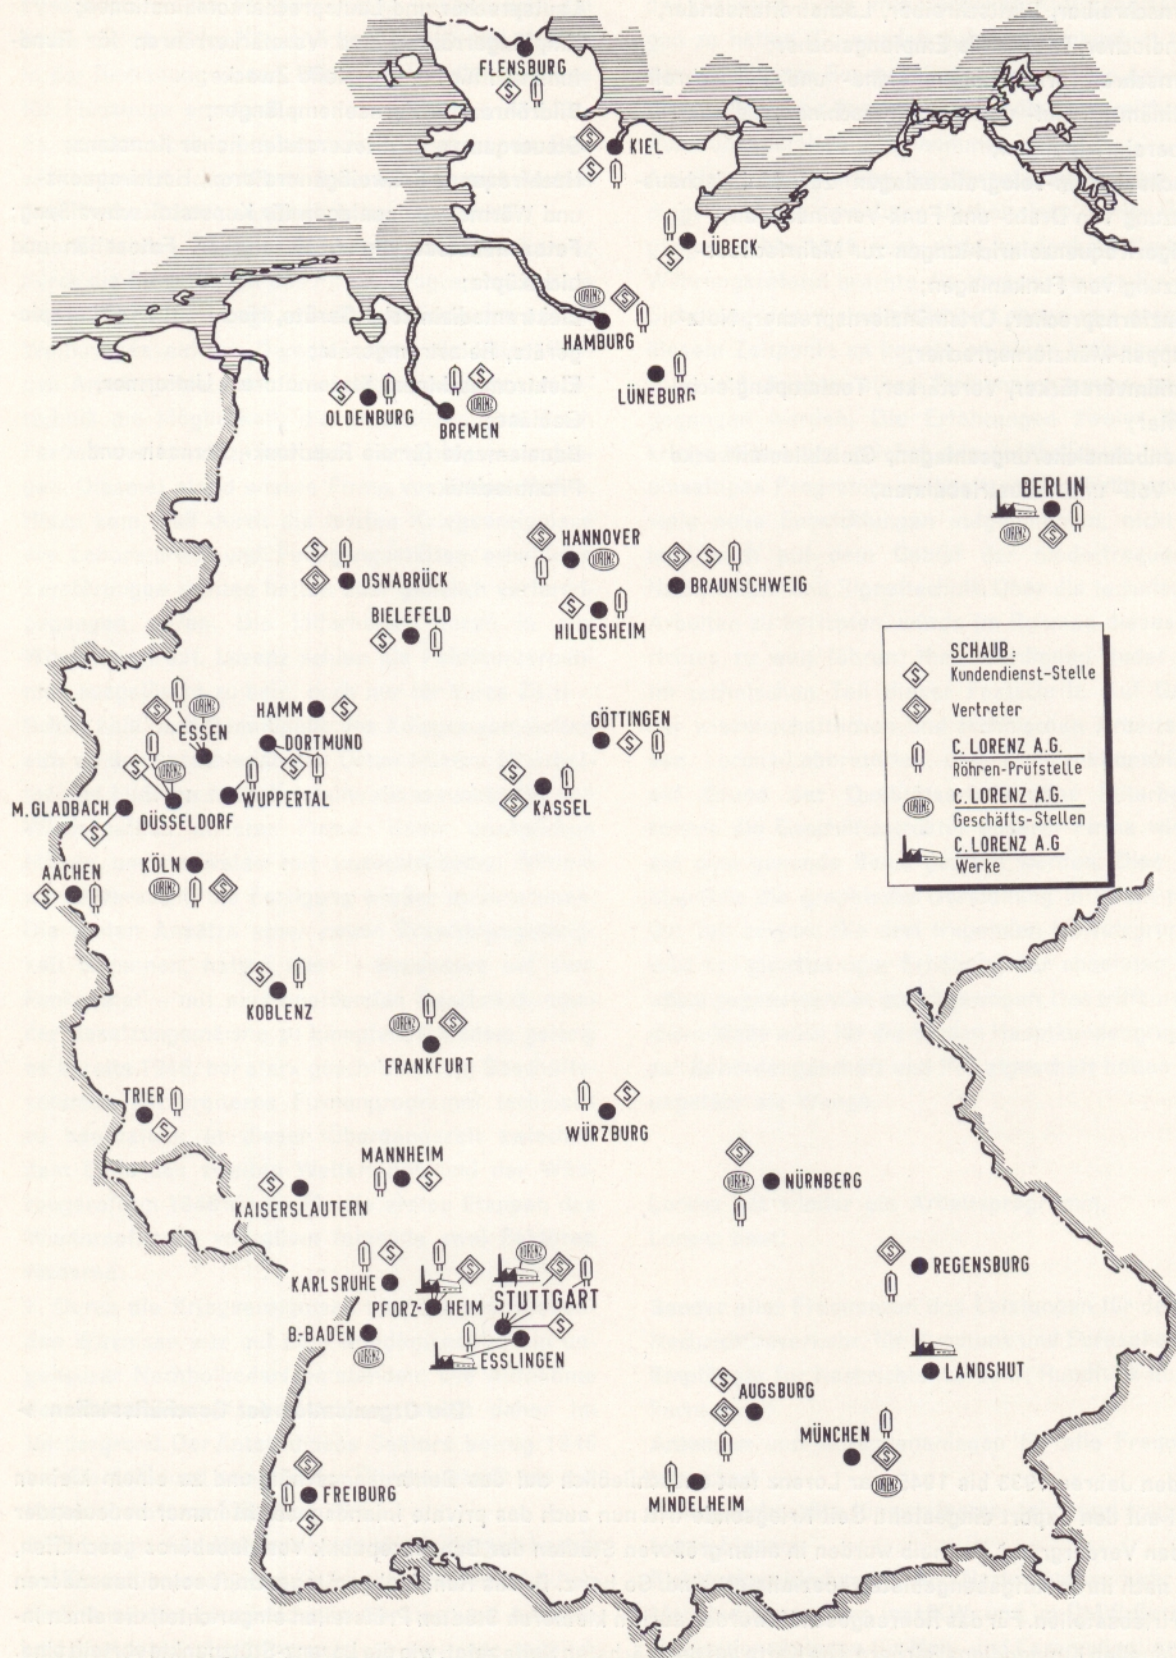 FLENSBURG
KIEL
LÜBECK
HAMBURG
LÜNEBURG
OLDENBURG
BREMEN
BERLIN
HANNOVER
OSNABRÜCK
BRAUNSCHWEIG
BIELEFELD
HILDESHEIM
HAMM
GÖTTINGEN
ESSEN
DORTMUND
KASSEL
M.GLADBACH
WUPPERTAL
DÜSSELDORF
KÖLN
AACHEN
KOBLENZ
FRANKFURT
TRIER
WÜRZBURG
MANNHEIM
NÜRNBERG
KAISERSLAUTERN
REGENSBURG
KARLSRUHE
PFORZ-HEIM
STUTTGART
B.-BADEN
ESSLINGEN
LANDSHUT
AUGSBURG
MÜNCHEN
MINDELHEIM
FREIBURG
SCHAUB:
S Kundendienst-Stelle
S Vertreter
C. LORENZ A.G.
Röhren-Prüfstelle
LORENZ C. LORENZ A.G.
Geschäfts-Stellen
C. LORENZ A.G
Werke